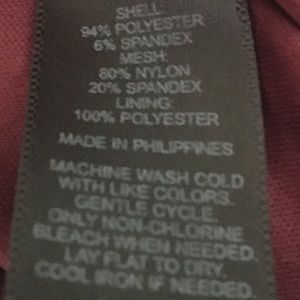 SHELL:
94% POLYESTER
6% SPANDEX
MESH:
80% NYLON
20% SPANDEX
LINING:
100% POLYESTER
MADE IN PHILIPPINES
MACHINE WASH COLD
WITH LIKE COLORS.
GENTLE CYCLE.
ONLY NON-CHLORINE
BLEACH WHEN NEEDED.
LAY FLAT TO DRY.
COOL IRON IF NEEDED